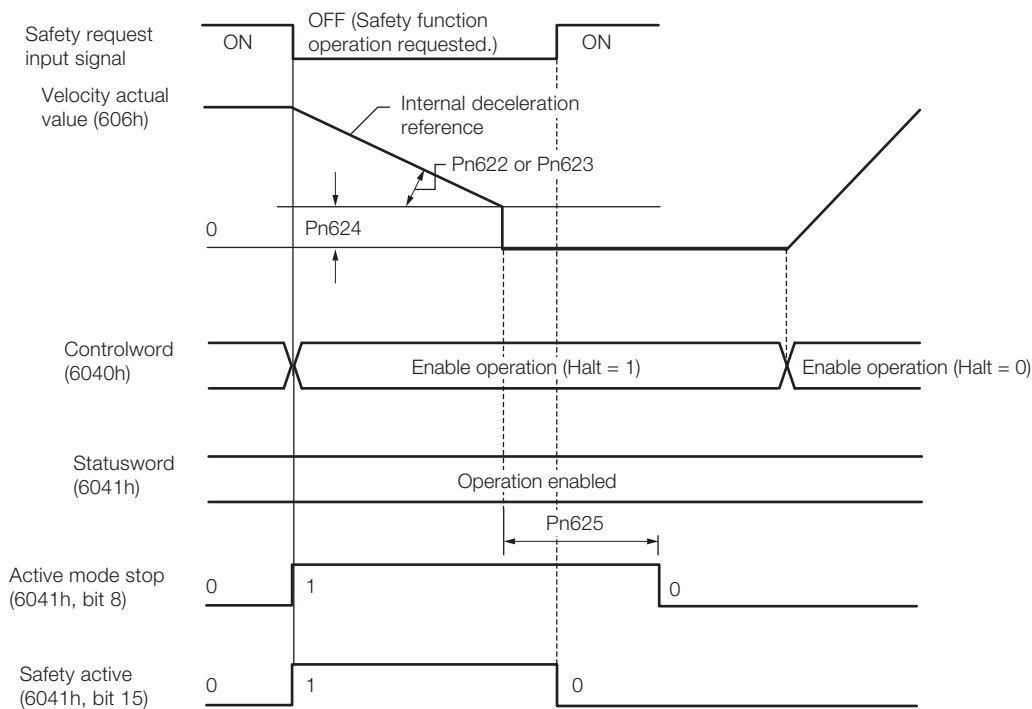 Safety request
input signal
ON
OFF (Safety function
operation requested.)
ON
Velocity actual
value (606h)
Internal deceleration
reference
Pn622 or Pn623
0
Pn624
Controlword
(6040h)
Enable operation (Halt = 1)
Enable operation (Halt = 0)
Statusword
(6041h)
Operation enabled
Pn625
Active mode stop
(6041h, bit 8)
0
1
0
Safety active
(6041h, bit 15)
0
1
0